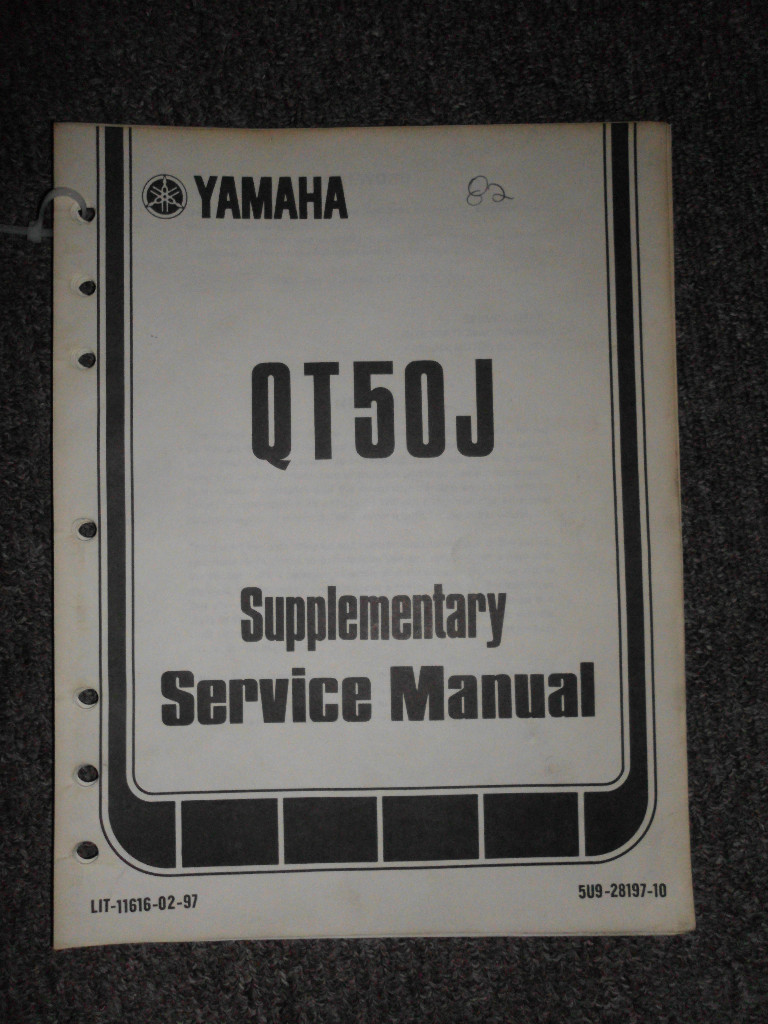 YAMAHA
82
QT50J
Supplementary
Service Manual
LIT-11616-02-97
5U9-28197-10